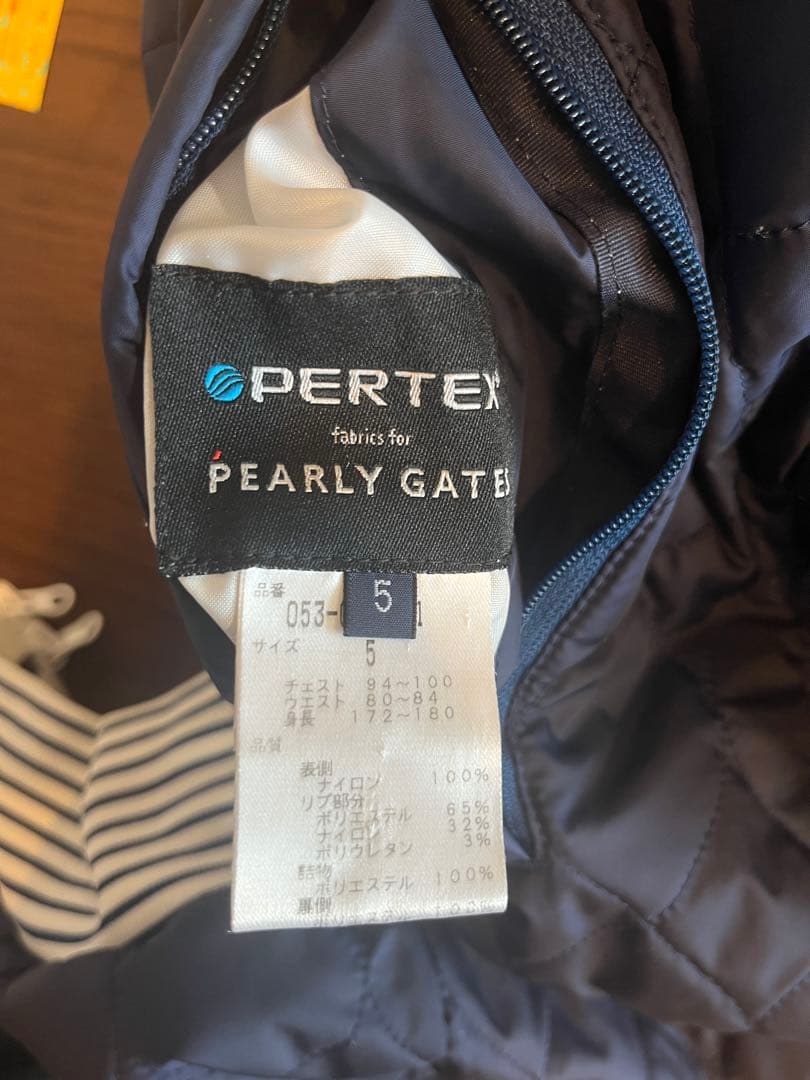 PERTEX
fabrics for
PEARLY GATES
5
品番
053-
サイズ
5
チェスト 94~100
ウエスト 80~84
身長 172~180
品質
表側
ナイロン 100%
リブ部分
ポリエステル 65%
ナイロン 32%
ポリウレタン 3%
詰物
ポリエステル 100%
裏側